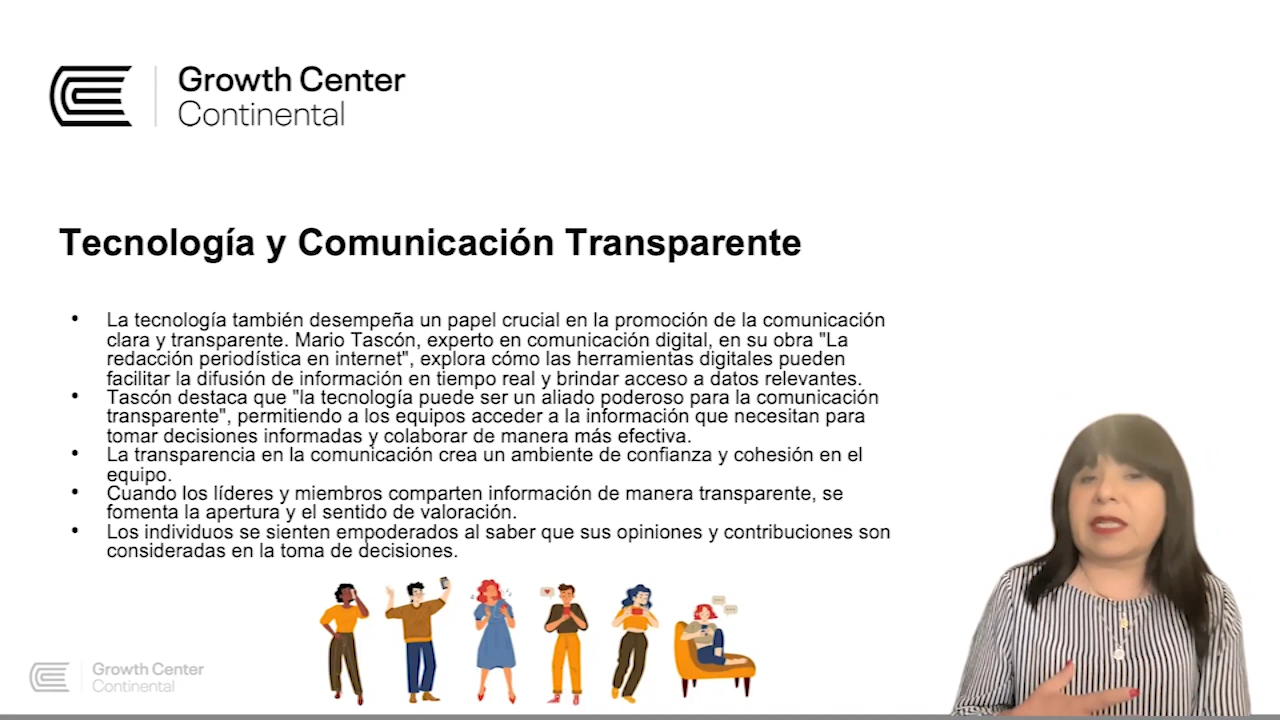 Growth Center
Continental
Tecnología y Comunicación Transparente
• La tecnología también desempeña un papel crucial en la promoción de la comunicación
clara y transparente. Mario Tascón, experto en comunicación digital, en su obra "La
redacción periodística en internet", explora cómo las herramientas digitales pueden
facilitar la difusión de información en tiempo real y brindar acceso a datos relevantes.
• Tascón destaca que "la tecnología puede ser un aliado poderoso para la comunicación
transparente", permitiendo a los equipos acceder a la información que necesitan para
tomar decisiones informadas y colaborar de manera más efectiva.
• La transparencia en la comunicación crea un ambiente de confianza y cohesión en el
equipo.
• Cuando los líderes y miembros comparten información de manera transparente, se
fomenta la apertura y el sentido de valoración.
• Los individuos se sienten empoderados al saber que sus opiniones y contribuciones son
consideradas en la toma de decisiones.
Growth Center
Continental